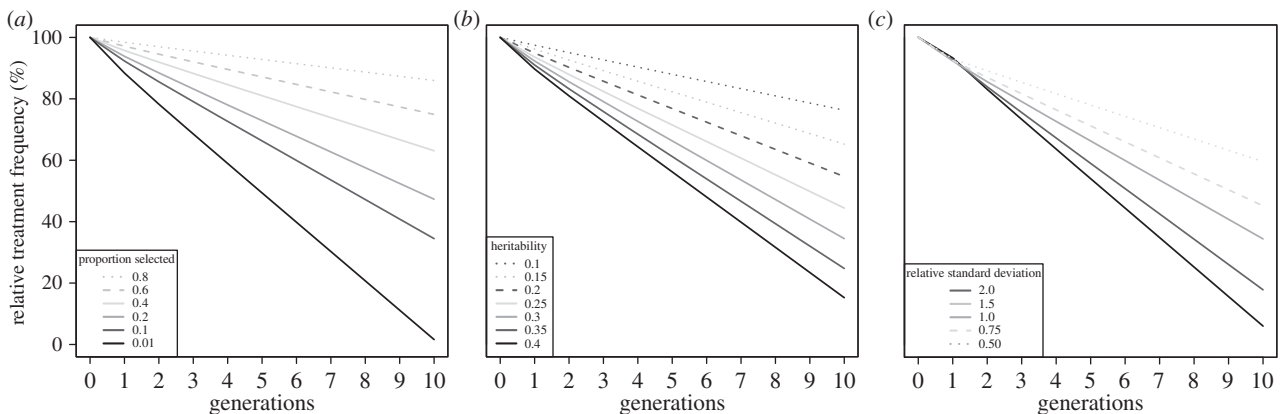 (a)
(b)
(c)
relative treatment frequency (%)
100
80
60
40
20
0
proportion selected
0.8
0.6
0.4
0.2
0.1
0.01
0 1 2 3 4 5 6 7 8 9 10
generations
heritability
0.1
0.15
0.2
0.25
0.3
0.35
0.4
0 1 2 3 4 5 6 7 8 9 10
generations
relative standard deviation
2.0
1.5
1.0
0.75
0.50
0 1 2 3 4 5 6 7 8 9 10
generations